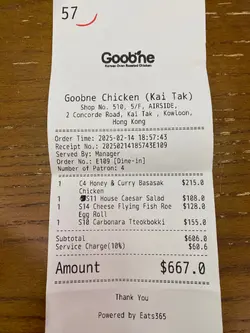 57
Goobne
Korean Oven Roasted Chicken
Goobne Chicken (Kai Tak)
Shop No. 510, 5/F, AIRSIDE,
2 Concorde Road, Kai Tak , Kowloon,
Hong Kong
Order Time: 2025-02-14 18:57:43
Receipt No.:20250214185743E109
Served By: Manager
Order No.: E109 [Dine-in]
Number of Patron: 4
1 C4 Honey & Curry Basasak $215.0
Chicken
1 S11 House Caesar Salad $108.0
1 S14 Cheese Flying Fish Roe $128.0
Egg Roll
1 S10 Carbonara Tteokbokki $155.0
Subtotal $606.0
Service Charge(10%) $60.6
Amount $667.0
Thank You
Powered by Eats365